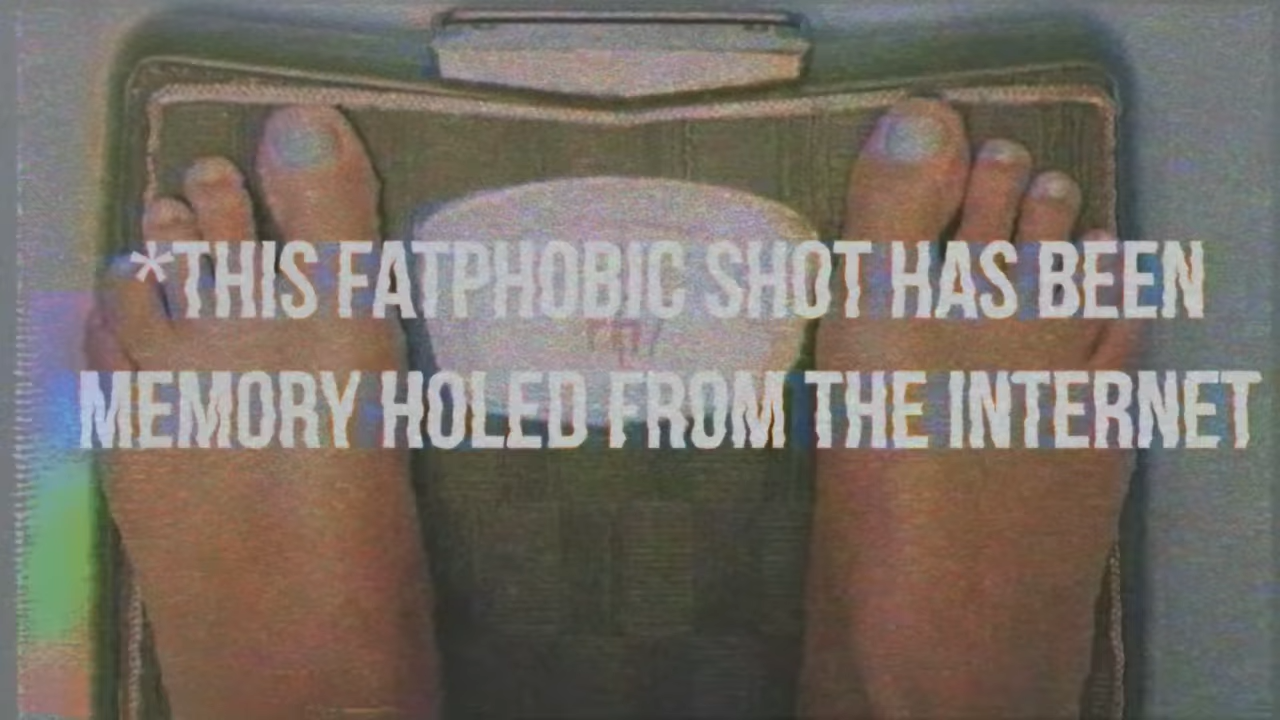 *THIS FATPHOBIC SHOT HAS BEEN
MEMORY HOLED FROM THE INTERNET